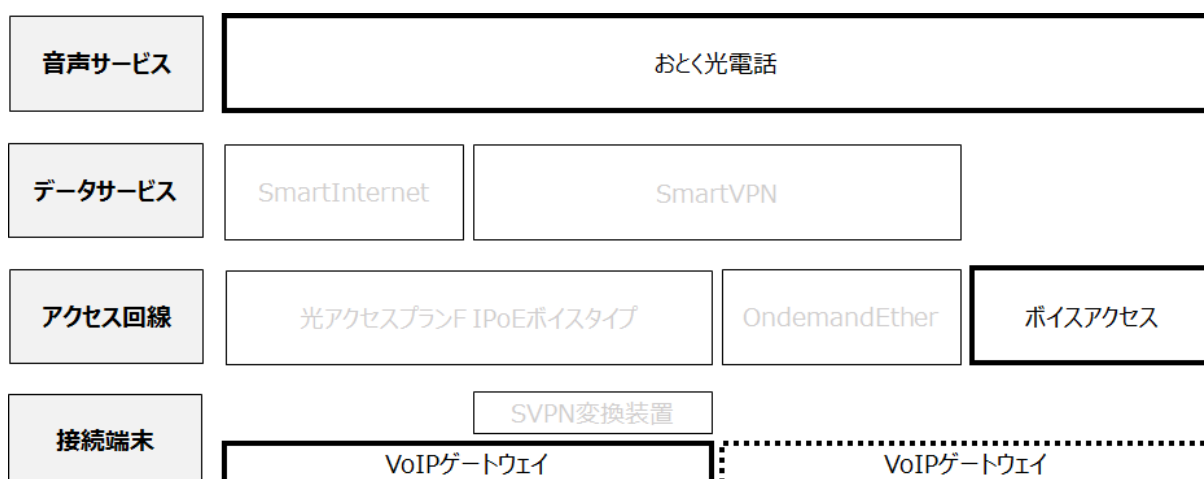 音声サービス
おとく光電話
データサービス
SmartInternet
SmartVPN
アクセス回線
光アクセスプランF IPoEボイスタイプ
OndemandEther
ボイスアクセス
接続端末
SVPN変換装置
VoIPゲートウェイ
VoIPゲートウェイ